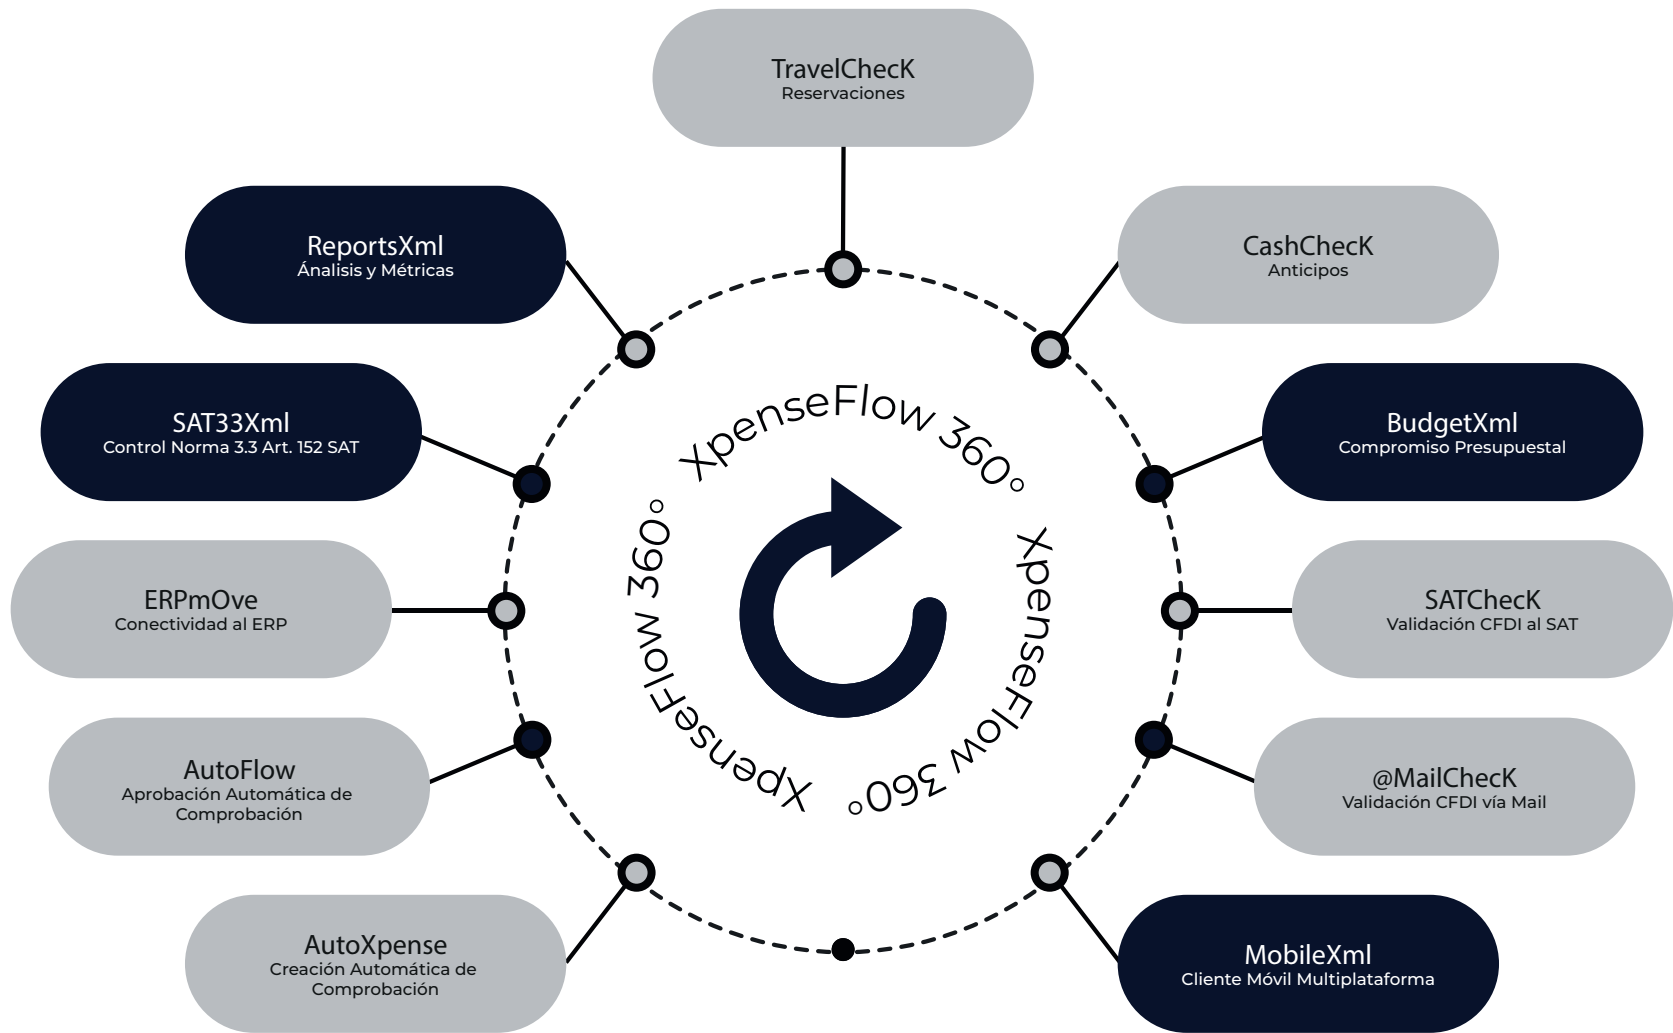 TravelChecK
Reservaciones
ReportsXml
Ánalisis y Métricas
CashChecK
Anticipos
SAT33Xml
Control Norma 3.3 Art. 152 SAT
BudgetXml
Compromiso Presupuestal
XpenseFlow 360°
XpenseFlow 360°
XpenseFlow 360°
ERPmOve
Conectividad al ERP
SATChecK
Validación CFDI al SAT
AutoFlow
Aprobación Automática de
Comprobación
@MailChecK
Validación CFDI vía Mail
AutoXpense
Creación Automática de
Comprobación
MobileXml
Cliente Móvil Multiplataforma